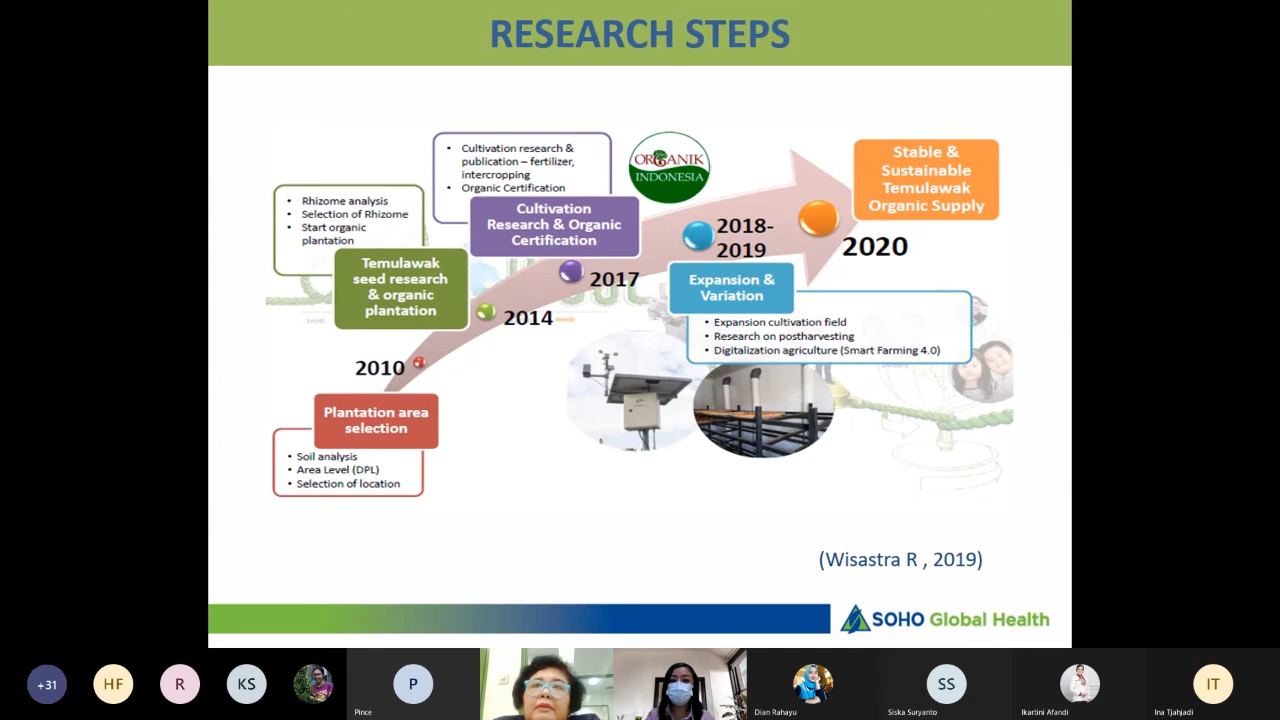 RESEARCH STEPS
• Cultivation research &
publication – fertilizer,
intercropping
• Organic Certification
Cultivation
Research & Organic
Certification
ORGANIK
INDONESIA
Stable &
Sustainable
Temulawak
Organic Supply
• Rhizome analysis
• Selection of Rhizome
• Start organic
plantation
Temulawak
seed research
& organic
plantation
2010
2014
2017
2018-
2019
2020
Expansion &
Variation
• Expansion cultivation field
• Research on postharvesting
• Digitalization agriculture (Smart Farming 4.0)
Plantation area
selection
• Soil analysis
• Area Level (DPL)
• Selection of location
(Wisastra R , 2019)
SOHO Global Health
+31
HF
R
KS
P
Pince
Dian Rahayu
SS
Siska Suryanto
Ikartini Afandi
IT
Ina Tjahjadi